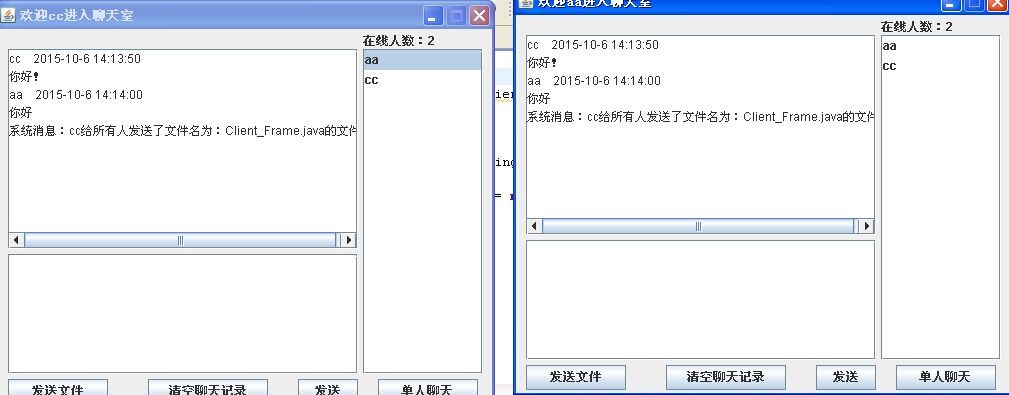 欢迎cc进入聊天室
在线人数：2
cc 2015-10-6 14:13:50
你好！
aa 2015-10-6 14:14:00
你好
系统消息：cc给所有人发送了文件名为：Client_Frame.java的文件
aa
cc
发送文件 清空聊天记录 发送 单人聊天
欢迎aa进入聊天室
在线人数：2
cc 2015-10-6 14:13:50
你好！
aa 2015-10-6 14:14:00
你好
系统消息：cc给所有人发送了文件名为：Client_Frame.java的文件
aa
cc
发送文件 清空聊天记录 发送 单人聊天